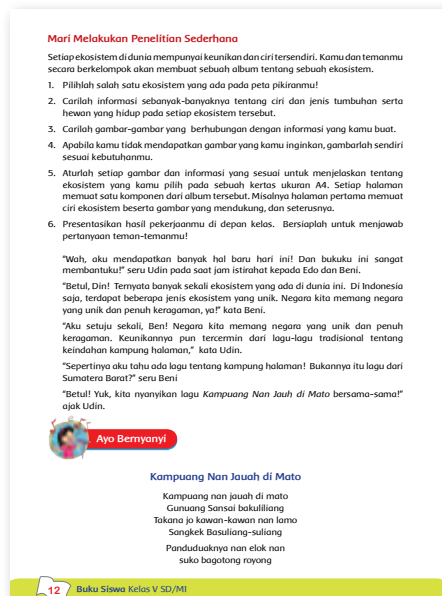 Mari Melakukan Penelitian Sederhana
Setiap ekosistem di dunia mempunyai keunikan dan ciri tersendiri. Kamu dan temanmu
secara berkelompok akan membuat sebuah album tentang sebuah ekosistem.
1. Pilihlah salah satu ekosistem yang ada pada peta pikiranmu!
2. Carilah informasi sebanyak-banyaknya tentang ciri dan jenis tumbuhan serta
hewan yang hidup pada setiap ekosistem tersebut.
3. Carilah gambar-gambar yang berhubungan dengan informasi yang kamu buat.
4. Apabila kamu tidak mendapatkan gambar yang kamu inginkan, gambarlah sendiri
sesuai kebutuhanmu.
5. Aturlah setiap gambar dan informasi yang sesuai untuk menjelaskan tentang
ekosistem yang kamu pilih pada sebuah kertas ukuran A4. Setiap halaman
memuat satu komponen dari album tersebut. Misalnya halaman pertama memuat
ciri ekosistem beserta gambar yang mendukung, dan seterusnya.
6. Presentasikan hasil pekerjaanmu di depan kelas. Bersiaplah untuk menjawab
pertanyaan teman-temanmu!
"Wah, aku mendapatkan banyak hal baru hari ini! Dan bukuku ini sangat
membantuku!" seru Udin pada saat jam istirahat kepada Edo dan Beni.
"Betul, Din! Ternyata banyak sekali ekosistem yang ada di dunia ini. Di Indonesia
saja, terdapat beberapa jenis ekosistem yang unik. Negara kita memang negara
yang unik dan penuh keragaman, ya!" kata Beni.
"Aku setuju sekali, Ben! Negara kita memang negara yang unik dan penuh
keragaman. Keunikannya pun tercermin dari lagu-lagu tradisional tentang
keindahan kampung halaman," kata Udin.
"Sepertinya aku tahu ada lagu tentang kampung halaman! Bukannya itu lagu dari
Sumatera Barat?" seru Beni
"Betul! Yuk, kita nyanyikan lagu Kampuang Nan Jauh di Mato bersama-sama!"
ajak Udin.
Ayo Bernyanyi
Kampuang Nan Jauah di Mato
Kampuang nan jauah di mato
Gunuang Sansai bakuliliang
Takana jo kawan-kawan nan lamo
Sangkek Basuliang-suliang
Panduduaknya nan elok nan
suko bagotong royong
12 Buku Siswa Kelas V SD/MI